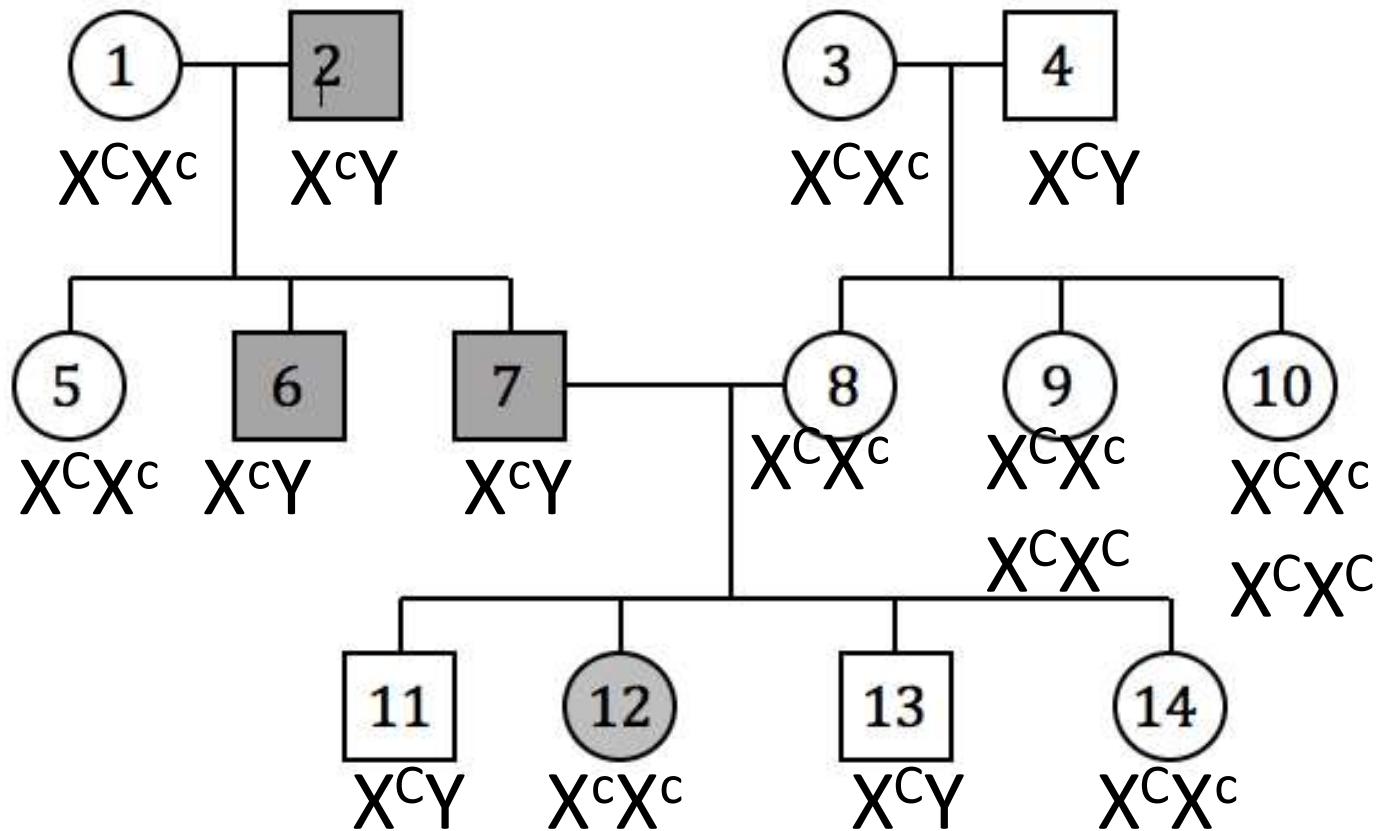 1 2 3 4
XᶜXᶜ XᶜY XᶜXᶜ XᶜY
5 6 7 8 9 10
XCXc XcY XcY XCXc XCXc XCXc
XCXC XCXC
11 12 13 14
XCY XcXc XCY XCXc